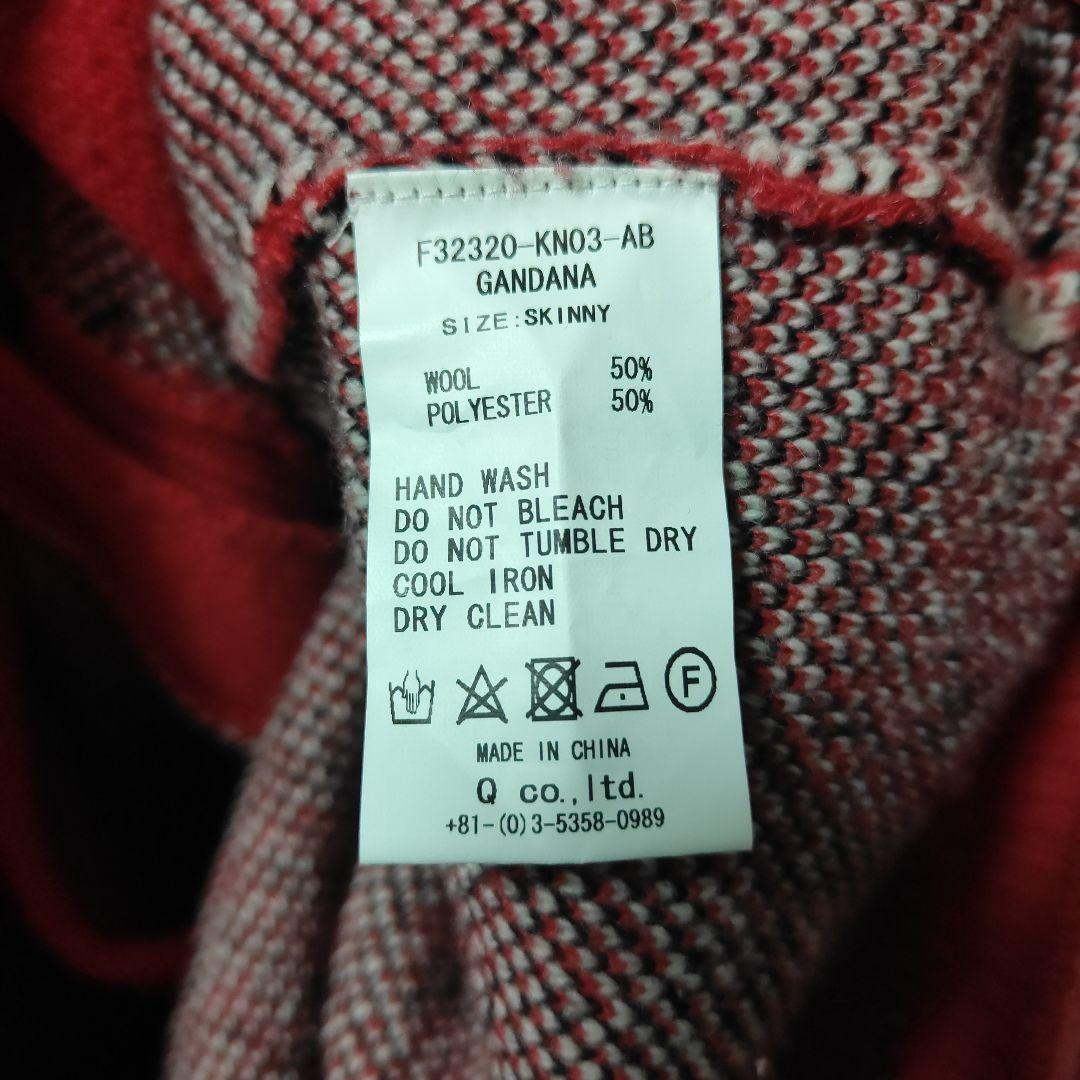 F32320-KN03-AB
GANDANA
SIZE:SKINNY
WOOL 50%
POLYESTER 50%
HAND WASH
DO NOT BLEACH
DO NOT TUMBLE DRY
COOL IRON
DRY CLEAN
F
MADE IN CHINA
Q co.,ltd.
+81-(0)3-5358-0989